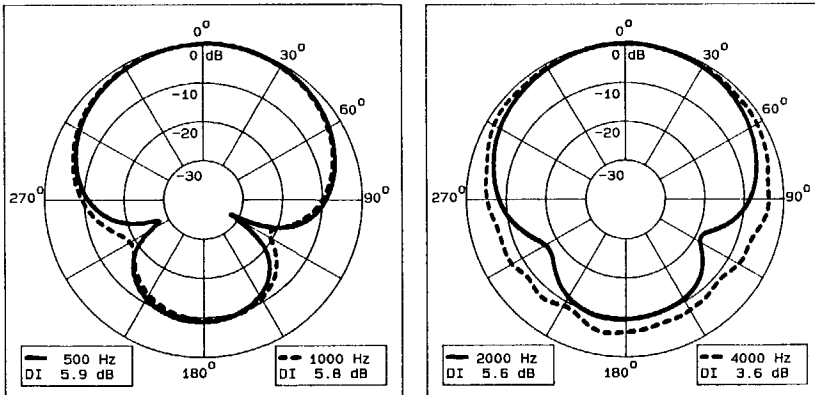 0°
0 dB
30°
-10
60°
-20
-30
270°
90°
500 Hz
DI 5.9 dB
1000 Hz
DI 5.8 dB
180°
0°
0 dB
30°
-10
60°
-20
-30
270°
90°
2000 Hz
DI 5.6 dB
4000 Hz
DI 3.6 dB
180°